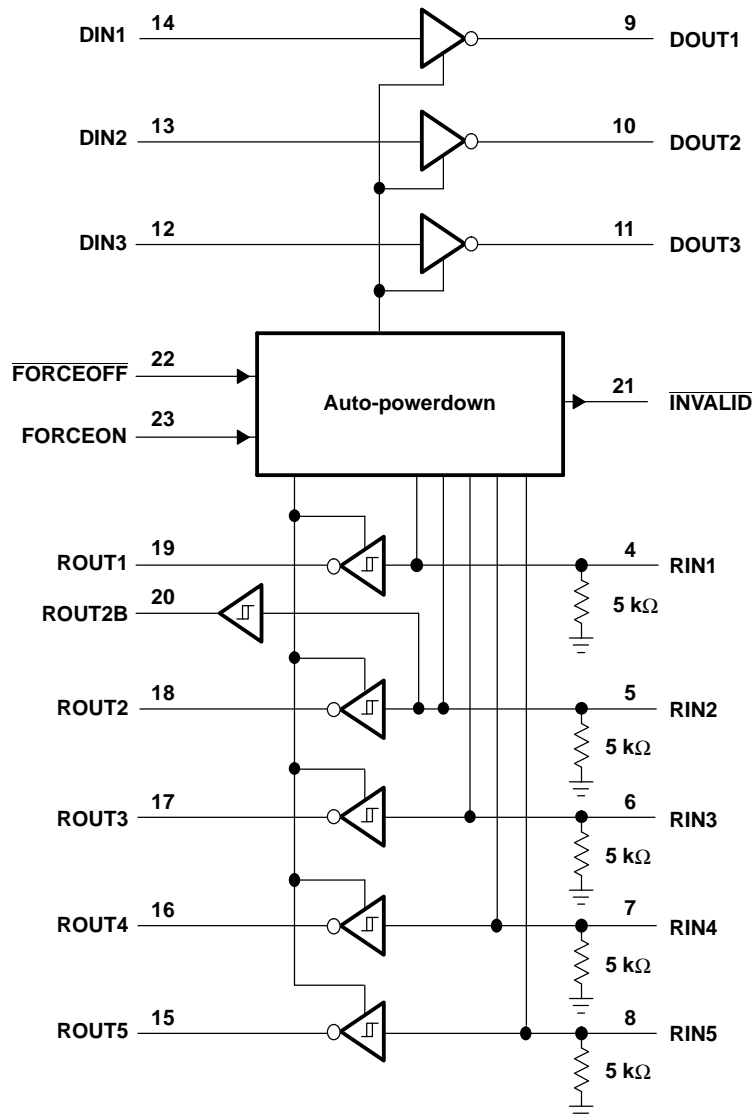 DIN1 14 9 DOUT1
DIN2 13 10 DOUT2
DIN3 12 11 DOUT3
FORCEOFF 22
Auto-powerdown
21 INVALID
FORCEON 23
ROUT1 19 4 RIN1
5 kΩ
ROUT2B 20
ROUT2 18 5 RIN2
5 kΩ
ROUT3 17 6 RIN3
5 kΩ
ROUT4 16 7 RIN4
5 kΩ
ROUT5 15 8 RIN5
5 kΩ